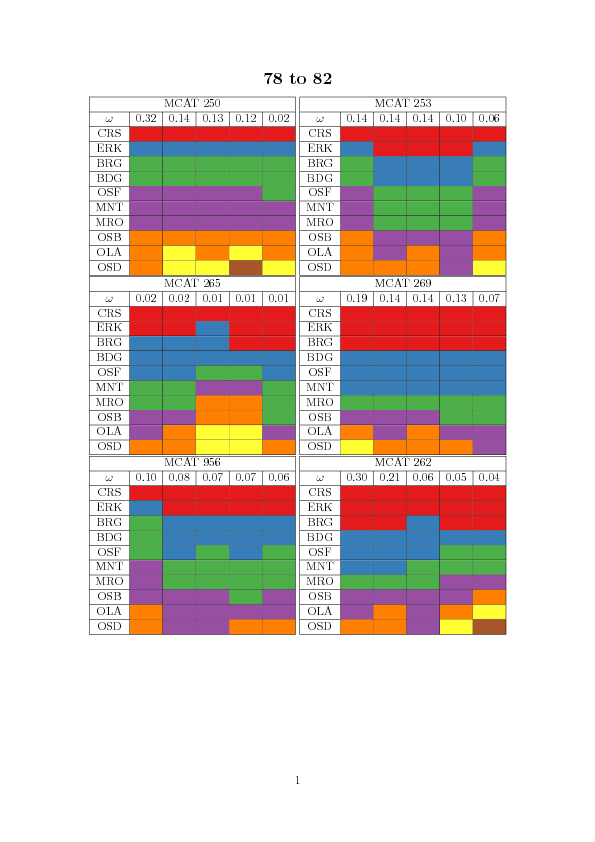 78 to 82
MCAT 250
ω 0.32 0.14 0.13 0.12 0.02
CRS
ERK
BRG
BDG
OSF
MNT
MRO
OSB
OLA
OSD
MCAT 253
ω 0.14 0.14 0.14 0.10 0.06
CRS
ERK
BRG
BDG
OSF
MNT
MRO
OSB
OLA
OSD
MCAT 265
ω 0.02 0.02 0.01 0.01 0.01
CRS
ERK
BRG
BDG
OSF
MNT
MRO
OSB
OLA
OSD
MCAT 269
ω 0.19 0.14 0.14 0.13 0.07
CRS
ERK
BRG
BDG
OSF
MNT
MRO
OSB
OLA
OSD
MCAT 956
ω 0.10 0.08 0.07 0.07 0.06
CRS
ERK
BRG
BDG
OSF
MNT
MRO
OSB
OLA
OSD
MCAT 262
ω 0.30 0.21 0.06 0.05 0.04
CRS
ERK
BRG
BDG
OSF
MNT
MRO
OSB
OLA
OSD
1